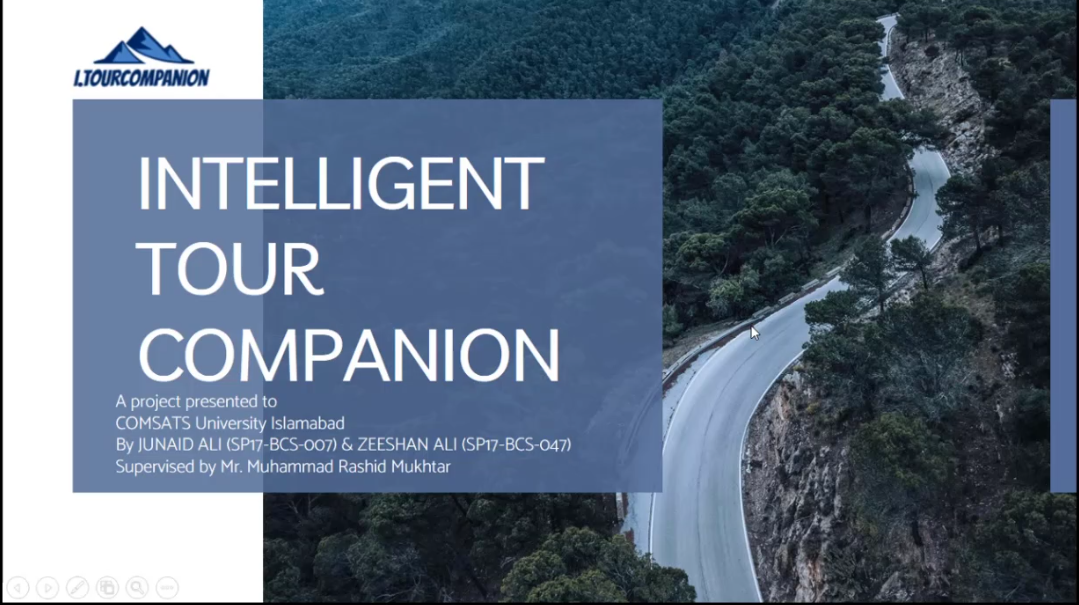 I.TOURCOMPANION
INTELLIGENT
TOUR
COMPANION
A project presented to
COMSATS University Islamabad
By JUNAID ALI (SP17-BCS-007) & ZEESHAN ALI (SP17-BCS-047)
Supervised by Mr. Muhammad Rashid Mukhtar